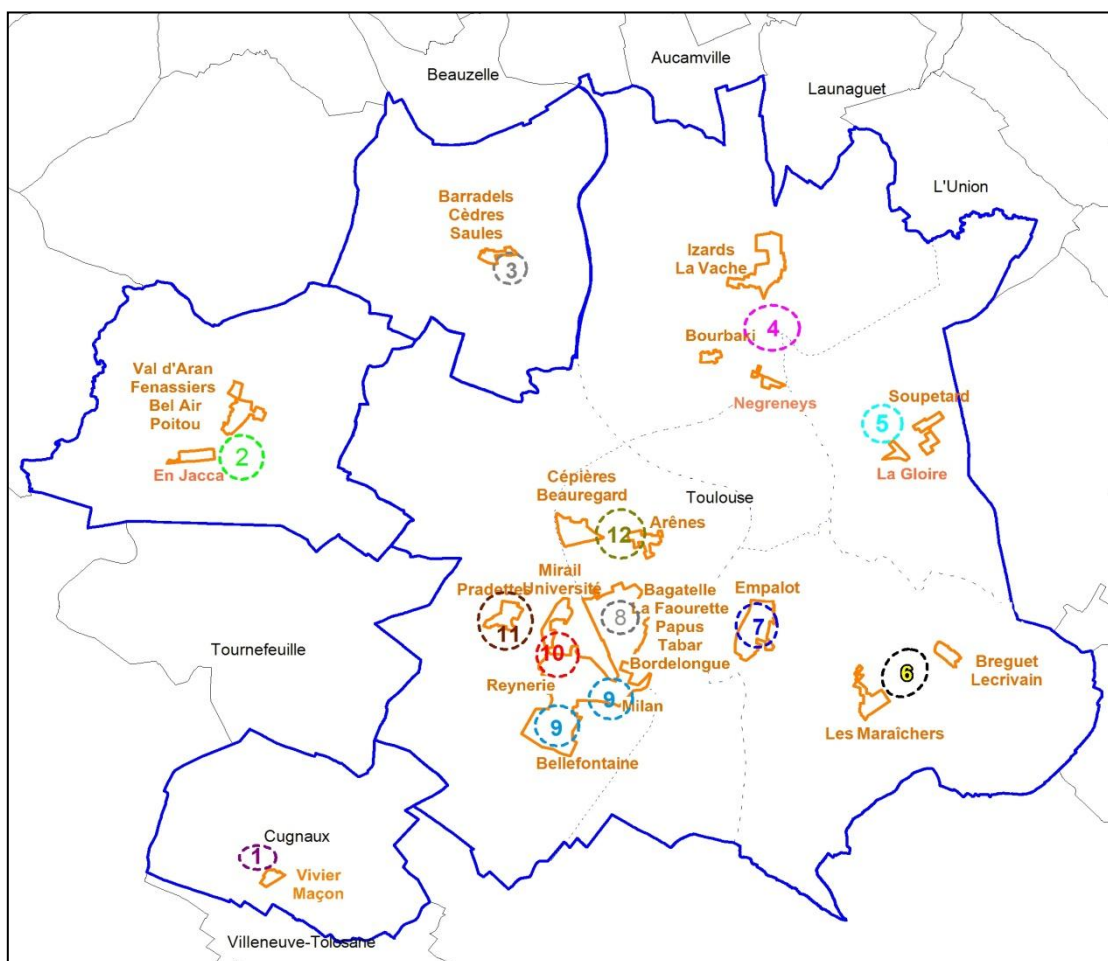 Aucamville
Beauzelle
Launaguet
L'Union
Barradels
Cèdres
Saules
3
Izards
La Vache
4
Bourbaki
Negreneys
Val d'Aran
Fenassiers
Bel Air
Poitou
2
En Jacca
Soupetard
5
La Gloire
Cépières
Beauregard
Toulouse
Arênes
12
Mirail
Université
Pradettes
11
10
Bagatelle
La Faourette
Papus
Tabar
Bordelongue
8
Empalot
7
Tournefeuille
Reynerie
9
Milan
9
Bellefontaine
6
Breguet
Lecrivain
Les Maraîchers
Cugnaux
1
Vivier
Maçon
Villeneuve-Tolosane